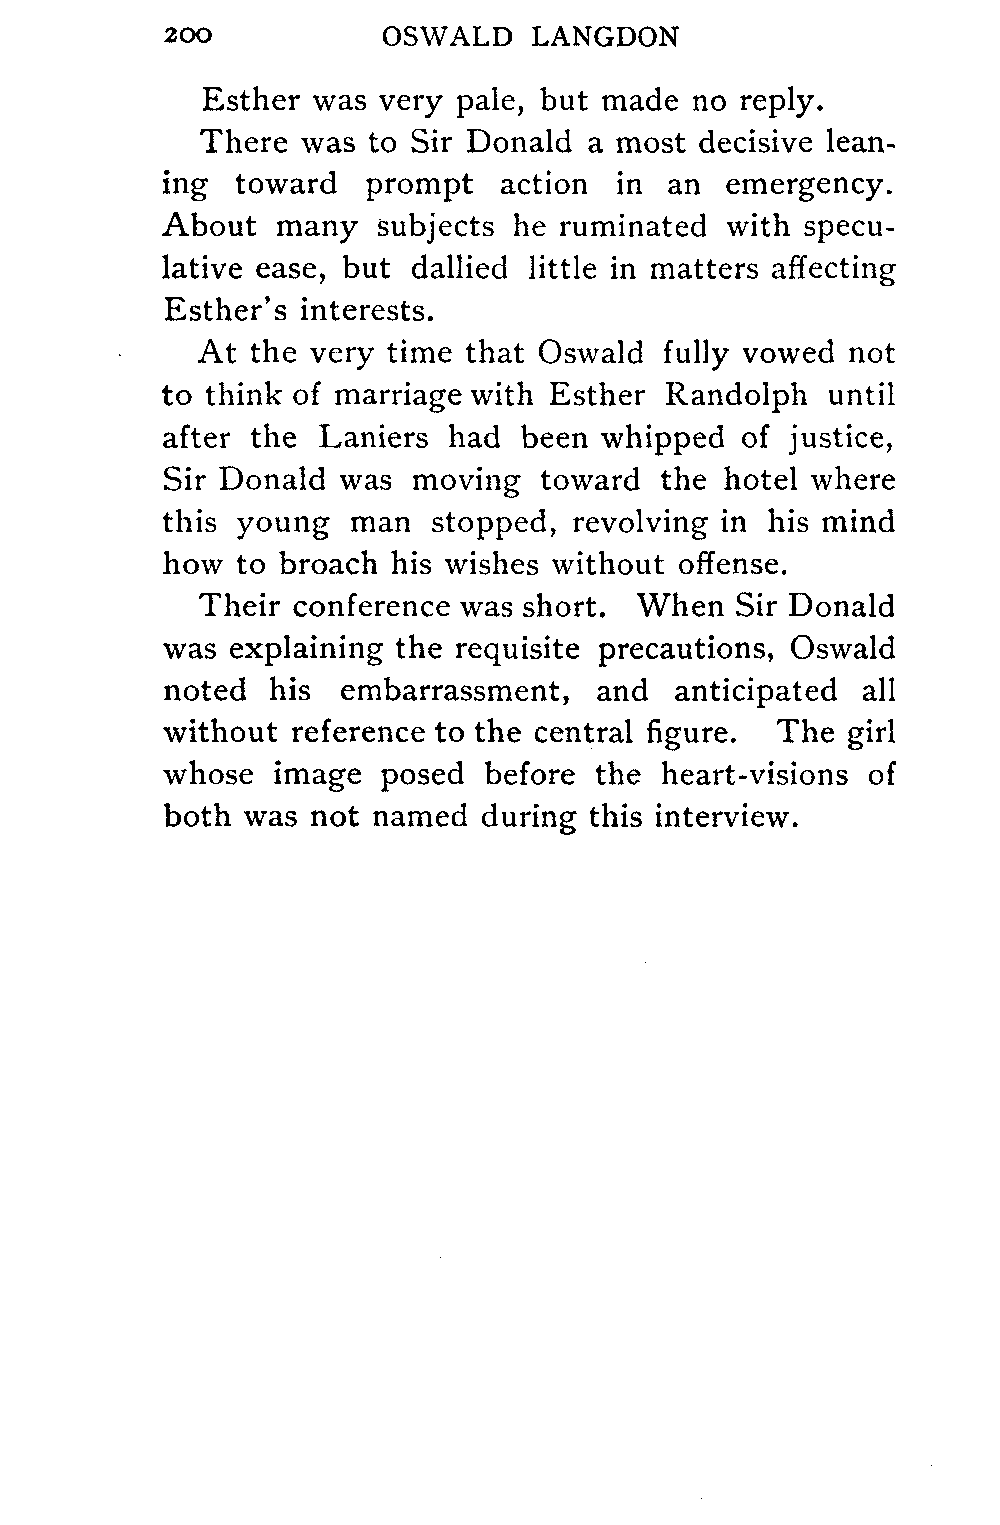 200 OSWALD LANGDON
Esther was very pale, but made no reply.
There was to Sir Donald a most decisive lean-
ing toward prompt action in an emergency.
About many subjects he ruminated with specu-
lative ease, but dallied little in matters affecting
Esther's interests.
At the very time that Oswald fully vowed not
to think of marriage with Esther Randolph until
after the Laniers had been whipped of justice,
Sir Donald was moving toward the hotel where
this young man stopped, revolving in his mind
how to broach his wishes without offense.
Their conference was short. When Sir Donald
was explaining the requisite precautions, Oswald
noted his embarrassment, and anticipated all
without reference to the central figure. The girl
whose image posed before the heart-visions of
both was not named during this interview.